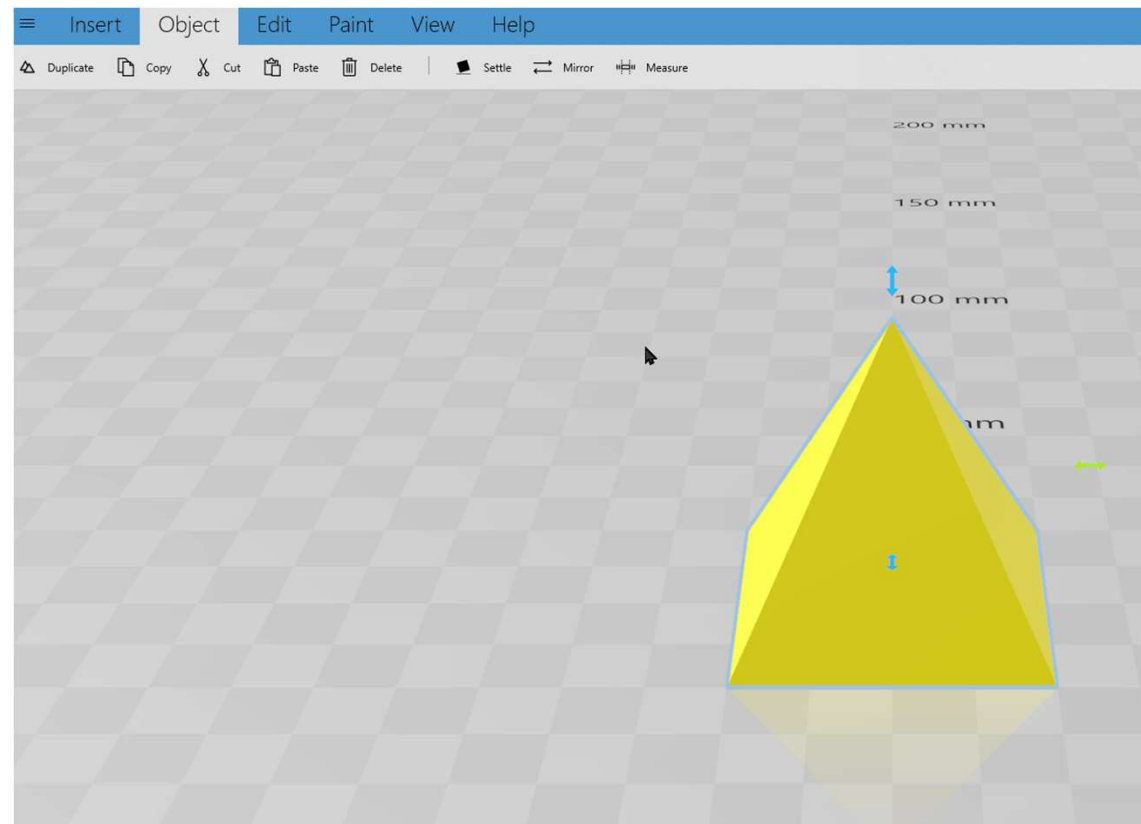 Insert Object Edit Paint View Help
Duplicate Copy Cut Paste Delete Settle Mirror Measure
200 mm
150 mm
100 mm
mm